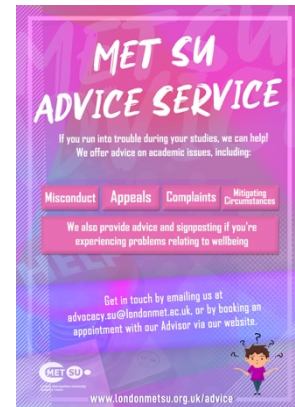 MET SU
ADVICE SERVICE
If you run into trouble during your studies, we can help!
We offer advice on academic issues, including:
Misconduct
Appeals
Complaints
Mitigating
Circumstances
We also provide advice and signposting if you're
experiencing problems relating to wellbeing
Get in touch by emailing us at
advocacy.su@londonmet.ac.uk, or by booking an
appointment with our Advisor via our website.
MET SU
www.londonmetsu.org.uk/advice